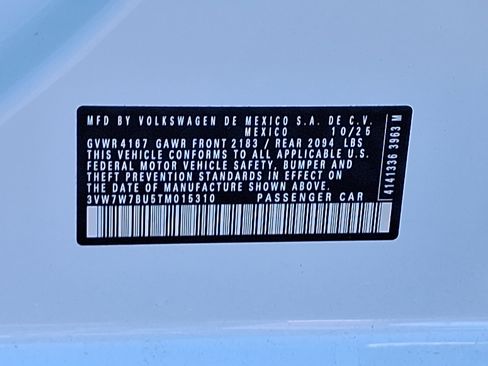 MFD BY VOLKSWAGEN DE MEXICO S.A. DE C.V.
MEXICO 10/25
GVWR 4167 GAWR FRONT 2183 / REAR 2094 LBS
THIS VEHICLE CONFORMS TO ALL APPLICABLE U.S.
FEDERAL MOTOR VEHICLE SAFETY, BUMPER AND
THEFT PREVENTION STANDARDS IN EFFECT ON
THE DATE OF MANUFACTURE SHOWN ABOVE.
3VW7W7BU5TM015310 PASSENGER CAR
4141336 3963 M